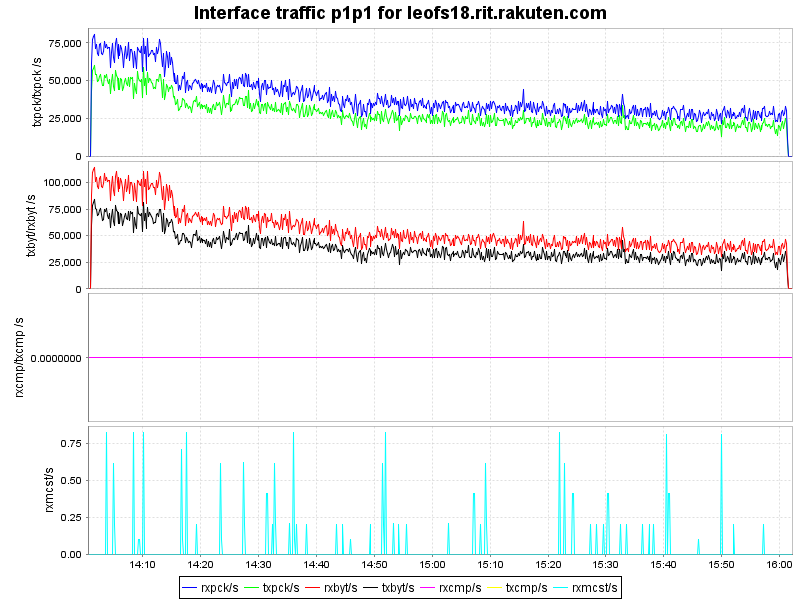 Interface traffic p1p1 for leofs18.rit.rakuten.com
txpck/txpck /s
75,000
50,000
25,000
0
txbyt/rxbyt /s
100,000
75,000
50,000
25,000
0
rxcmp/txcmp /s
0.0000000
rxmcst/s
0.75
0.50
0.25
0.00
14:10 14:20 14:30 14:40 14:50 15:00 15:10 15:20 15:30 15:40 15:50 16:00
rxpck/s txpck/s rxbyt/s txbyt/s rxcmp/s txcmp/s rxmcst/s